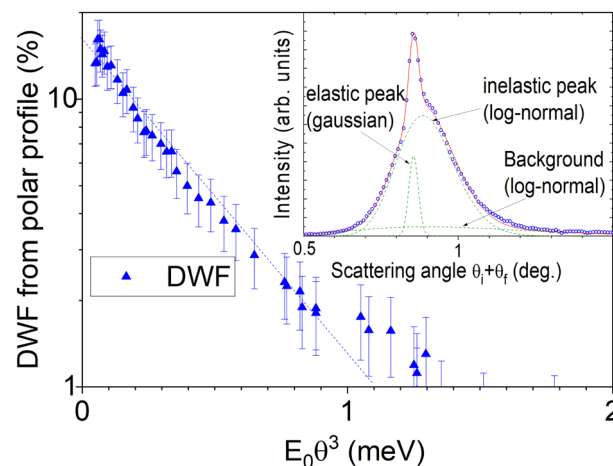 DWF from polar profile (%)
10
1
DWF
0
1
2
E₀θ³ (meV)
Intensity (arb. units)
elastic peak
(gaussian)
inelastic peak
(log-normal)
Background
(log-normal)
0.5
1
Scattering angle θᵢ+θf (deg.)